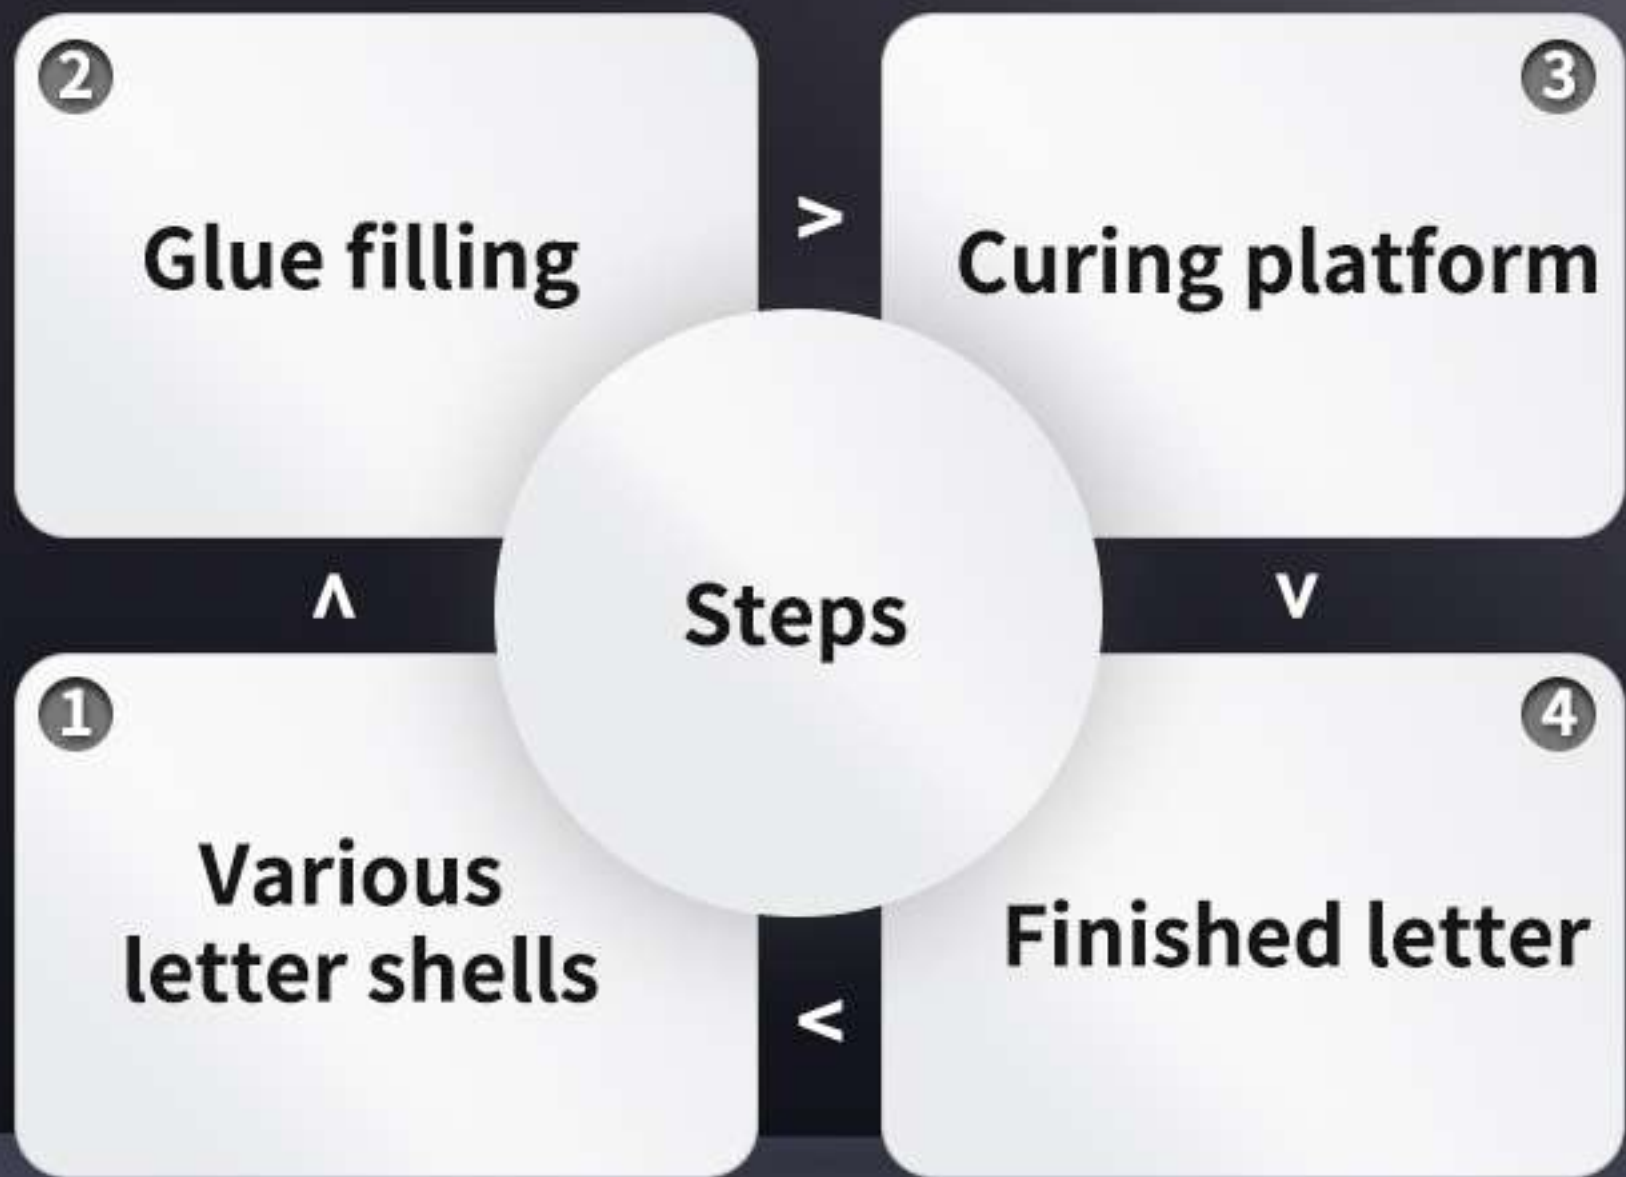 2
3
Glue filling
>
Curing platform
>
Steps
>
1
4
Various
letter shells
Finished letter
<